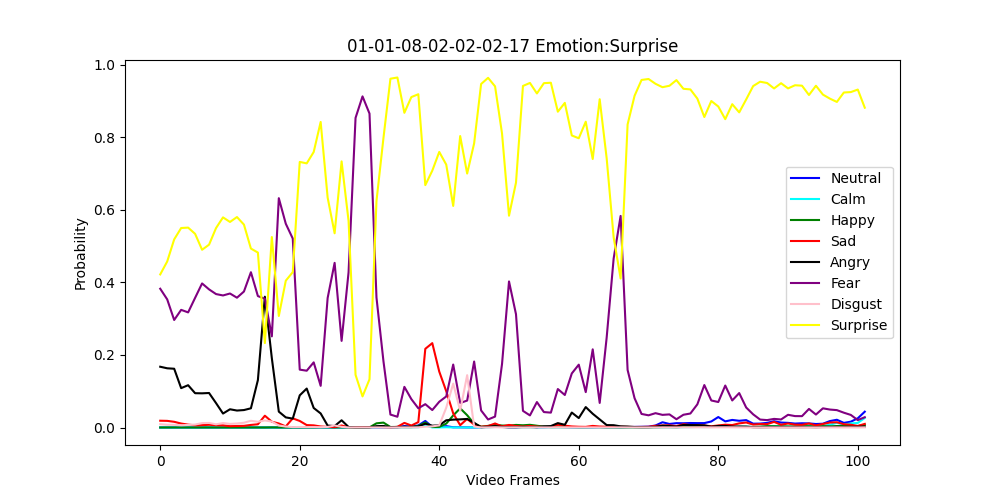 01-01-08-02-02-02-17 Emotion:Surprise
Probability
1.0
0.8
0.6
0.4
0.2
0.0
0
20
40
60
80
100
Video Frames
Neutral
Calm
Happy
Sad
Angry
Fear
Disgust
Surprise